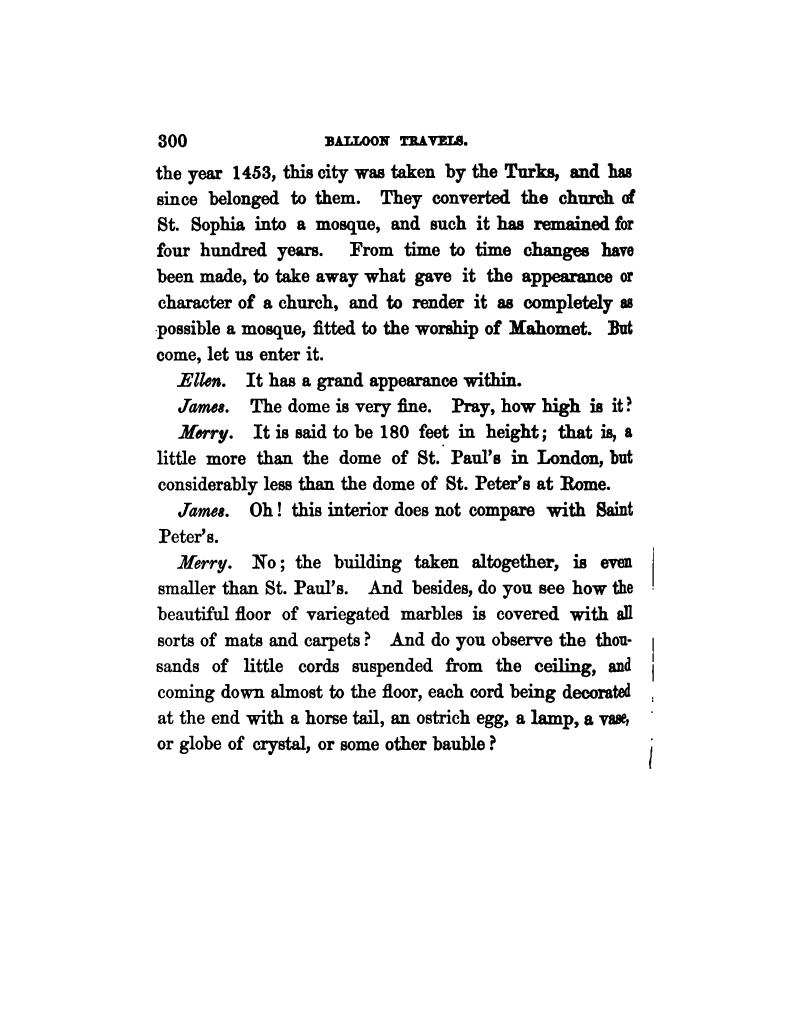 300 BALLOON TRAVELS.
the year 1453, this city was taken by the Turks, and has
since belonged to them. They converted the church of
St. Sophia into a mosque, and such it has remained for
four hundred years. From time to time changes have
been made, to take away what gave it the appearance or
character of a church, and to render it as completely as
possible a mosque, fitted to the worship of Mahomet. But
come, let us enter it.
Ellen. It has a grand appearance within.
James. The dome is very fine. Pray, how high is it?
Merry. It is said to be 180 feet in height; that is, a
little more than the dome of St. Paul's in London, but
considerably less than the dome of St. Peter's at Rome.
James. Oh! this interior does not compare with Saint
Peter's.
Merry. No; the building taken altogether, is even
smaller than St. Paul's. And besides, do you see how the
beautiful floor of variegated marbles is covered with all
sorts of mats and carpets? And do you observe the thou-
sands of little cords suspended from the ceiling, and
coming down almost to the floor, each cord being decorated
at the end with a horse tail, an ostrich egg, a lamp, a vase,
or globe of crystal, or some other bauble?